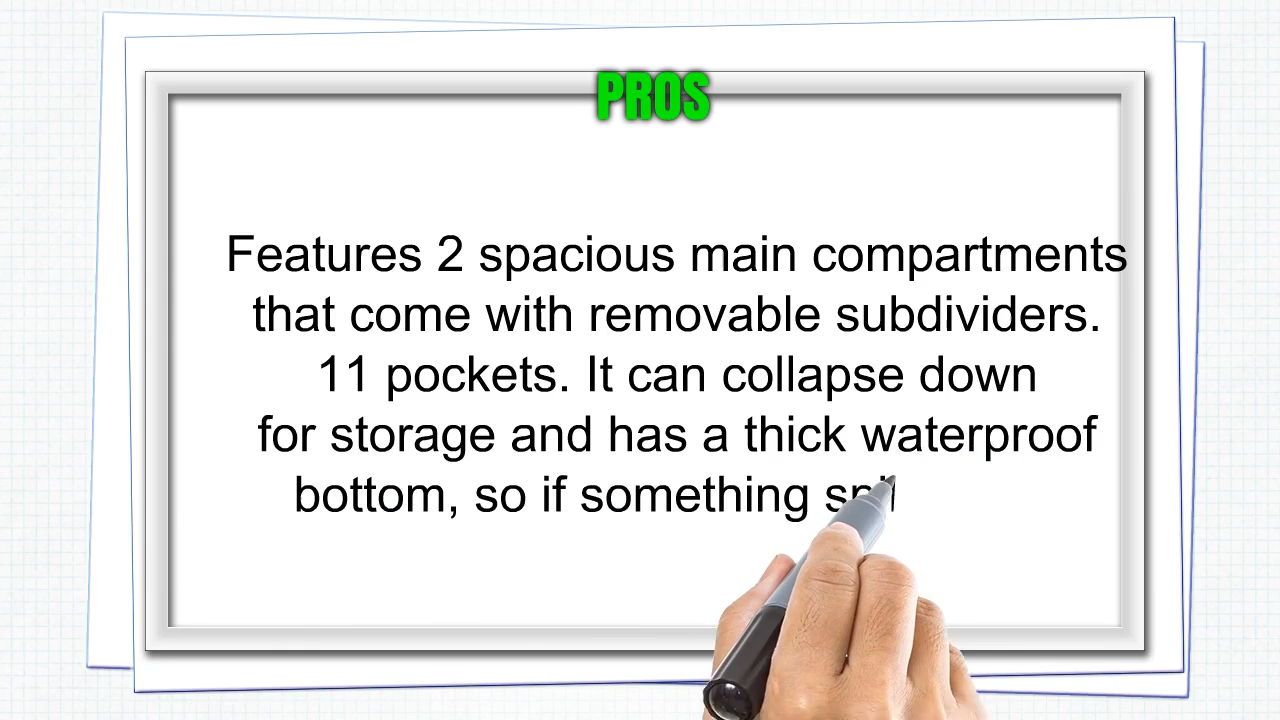 PROS
Features 2 spacious main compartments
that come with removable subdividers.
11 pockets. It can collapse down
for storage and has a thick waterproof
bottom, so if something